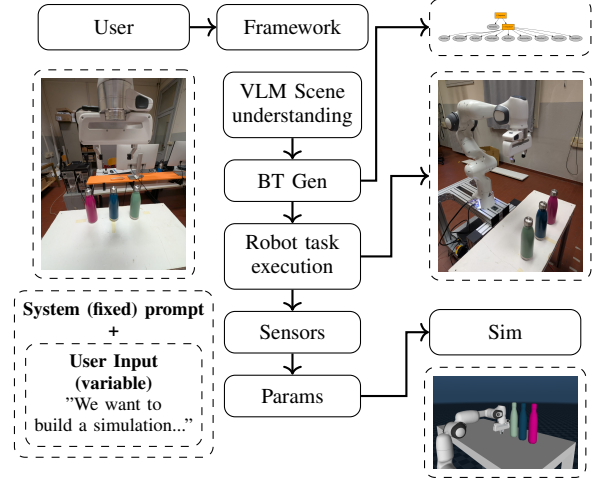 User
Framework
VLM Scene
understanding
BT Gen
Robot task
execution
System (fixed) prompt
+
User Input
(variable)
”We want to
build a simulation...”
Sensors
Params
Sim